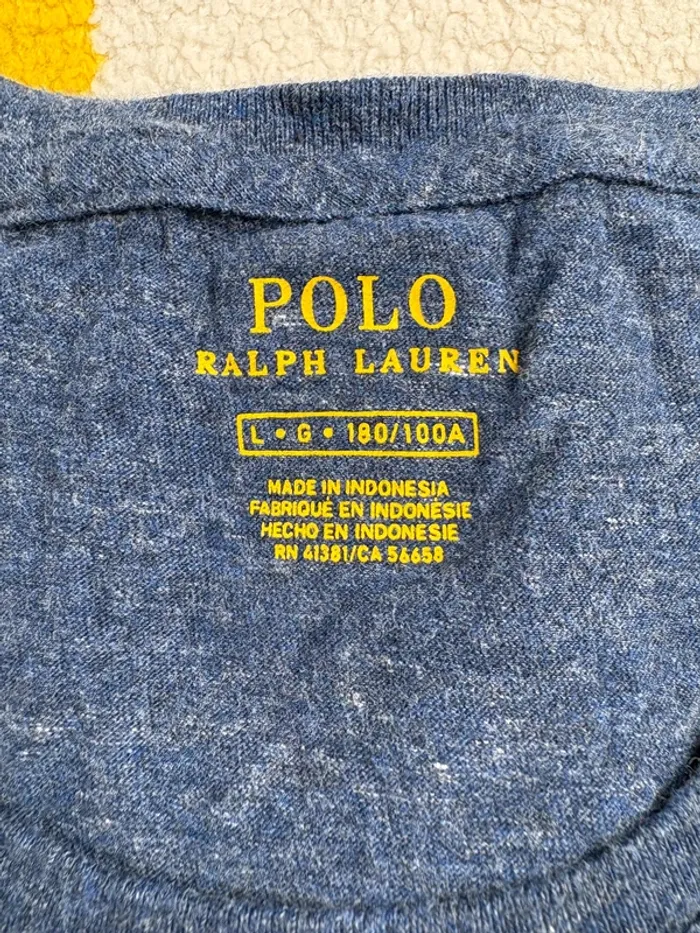 POLO
RALPH LAUREN
L • G • 180/100A
MADE IN INDONESIA
FABRIQUÉ EN INDONÉSIE
HECHO EN INDONESIE
RN 41381/CA 56658